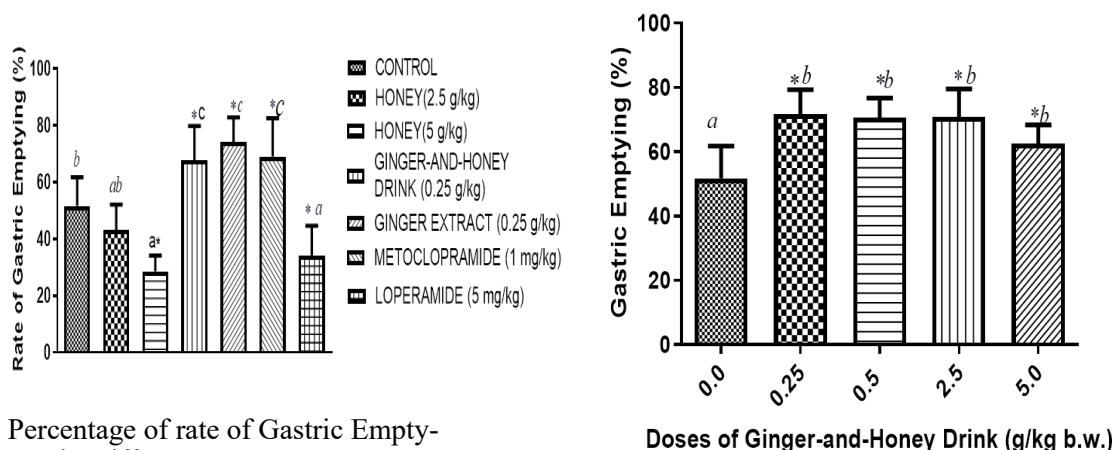 Rate of Gastric Emptying (%)
100
80
60
40
20
0
b
ab
a*
*c
*c
*c
* a
CONTROL
HONEY(2.5 g/kg)
HONEY(5 g/kg)
GINGER-AND-HONEY
DRINK (0.25 g/kg)
GINGER EXTRACT (0.25 g/kg)
METOCLOPRAMIDE (1 mg/kg)
LOPERAMIDE (5 mg/kg)
Percentage of rate of Gastric Empty-
Gastric Emptying (%)
100
80
60
40
20
0
a
*b
*b
*b
*b
0.0
0.25
0.5
2.5
5.0
Doses of Ginger-and-Honey Drink (g/kg b.w.)